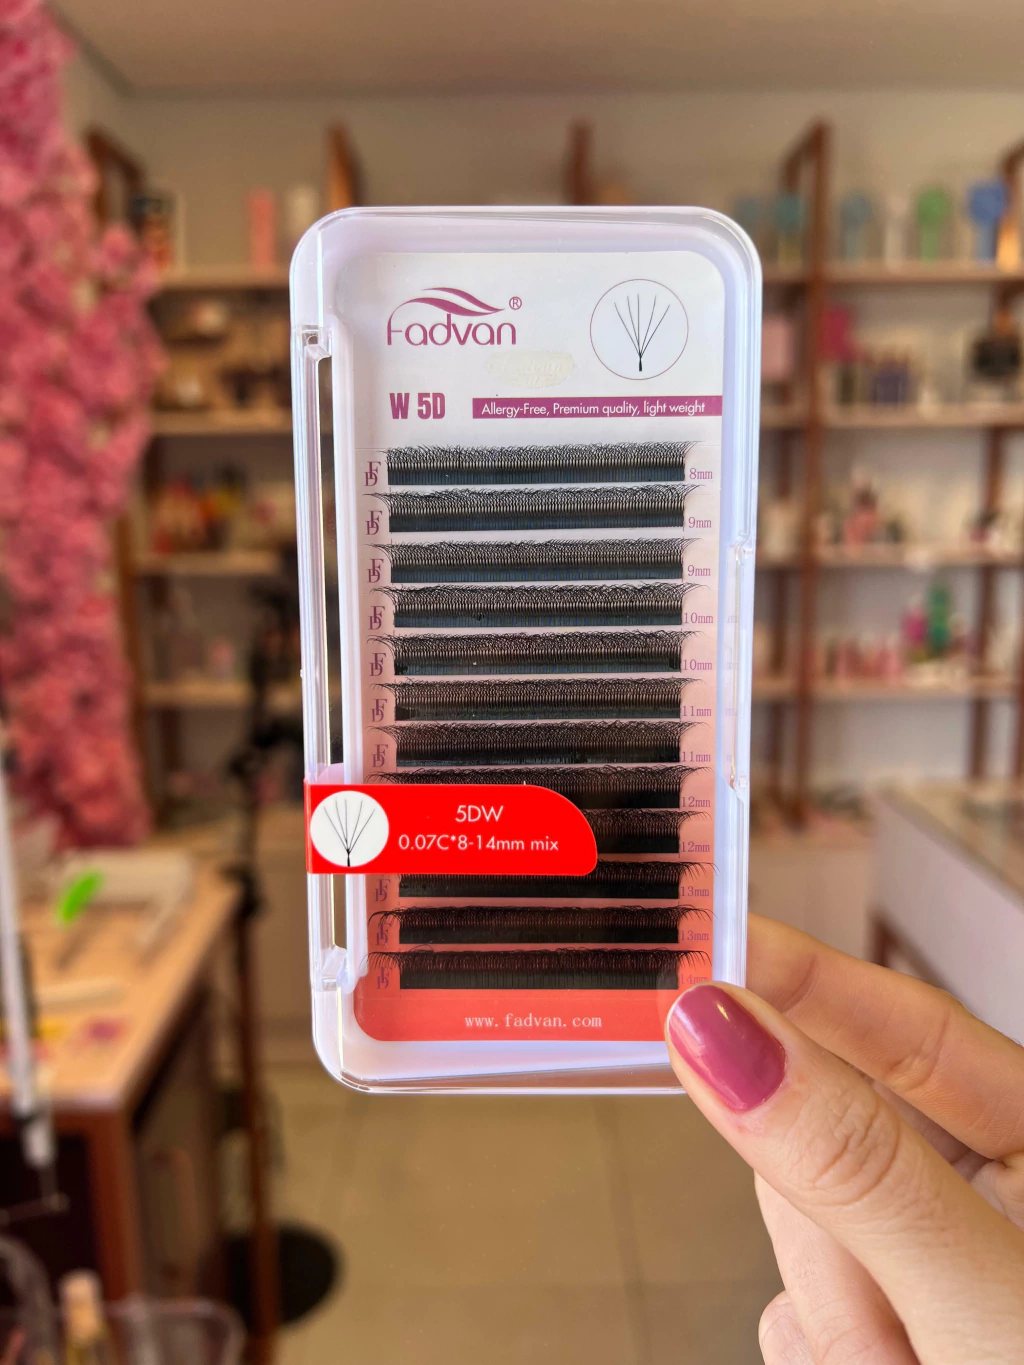 Fadvan®
W 5D
Allergy-Free, Premium quality, light weight
8mm
9mm
9mm
10mm
10mm
11mm
11mm
12mm
12mm
13mm
13mm
14mm
5DW
0.07C*8-14mm mix
www.fadvan.com